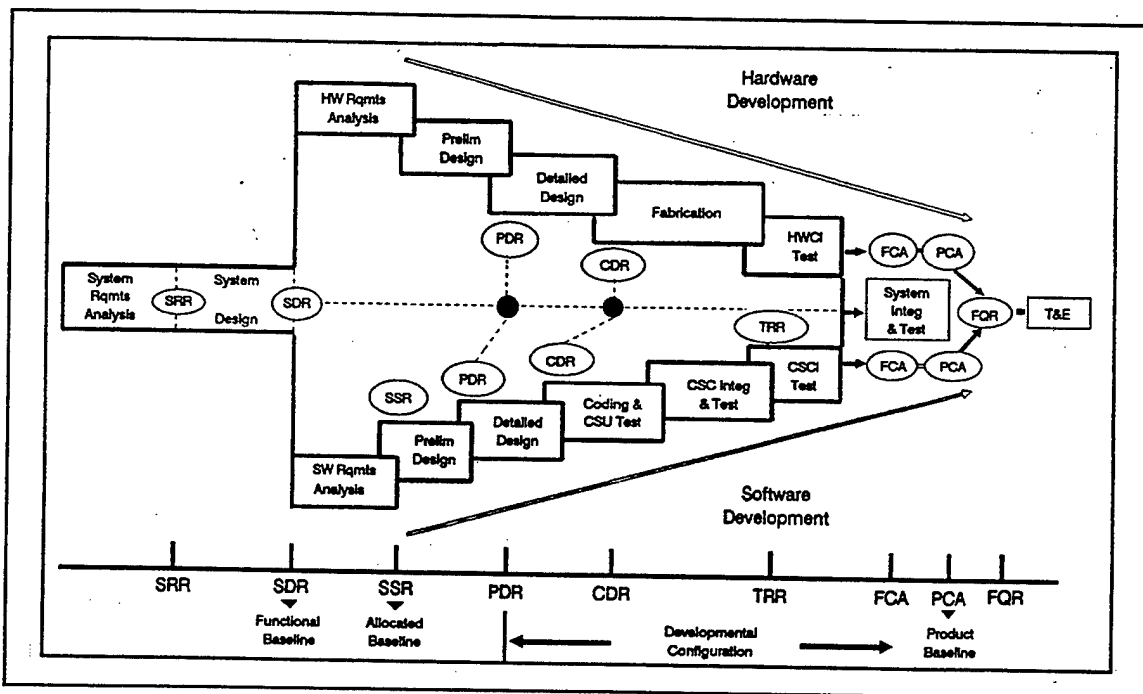 Hardware
Development
HW Rqmts
Analysis
Prelim
Design
Detailed
Design
Fabrication
HWCI
Test
PDR
CDR
FCA
PCA
System
Rqmts
Analysis
SRR
System
Design
SDR
System
Integ
& Test
FQR
T&E
TRR
PDR
CDR
SSR
CSCI
Test
FCA
PCA
CSC Integ
& Test
Coding &
CSU Test
Detailed
Design
Prelim
Design
SW Rqmts
Analysis
Software
Development
SRR
SDR
SSR
PDR
CDR
TRR
FCA
PCA
FQR
Functional
Baseline
Allocated
Baseline
Developmental
Configuration
Product
Baseline